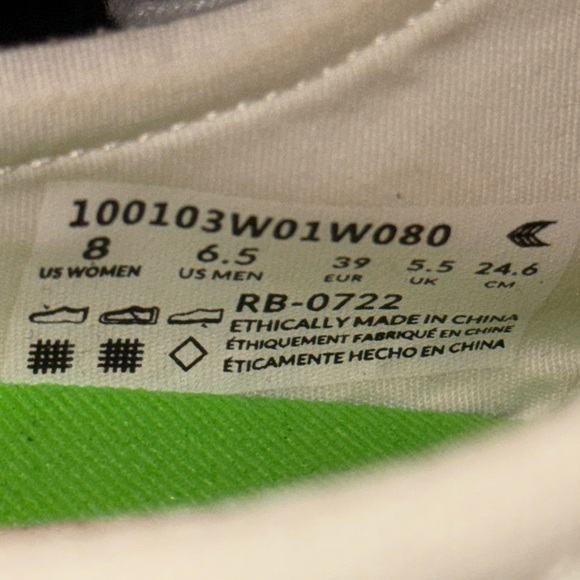 100103W01W080
8 6.5 39 5.5 24.6
US WOMEN US MEN EUR UK CM
RB-0722
ETHICALLY MADE IN CHINA
ÉTHIQUEMENT FABRIQUÉ EN CHINE
ÉTICAMENTE HECHO EN CHINA